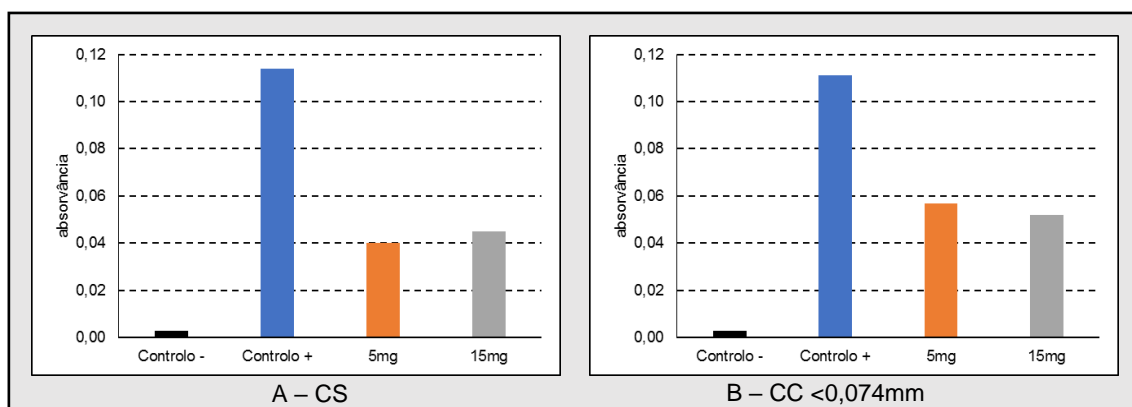 0,12
0,10
0,08
0,06
0,04
0,02
0,00
absorvância
Controlo -
Controlo +
5mg
15mg
A – CS
0,12
0,10
0,08
0,06
0,04
0,02
0,00
absorvância
Controlo -
Controlo +
5mg
15mg
B – CC <0,074mm